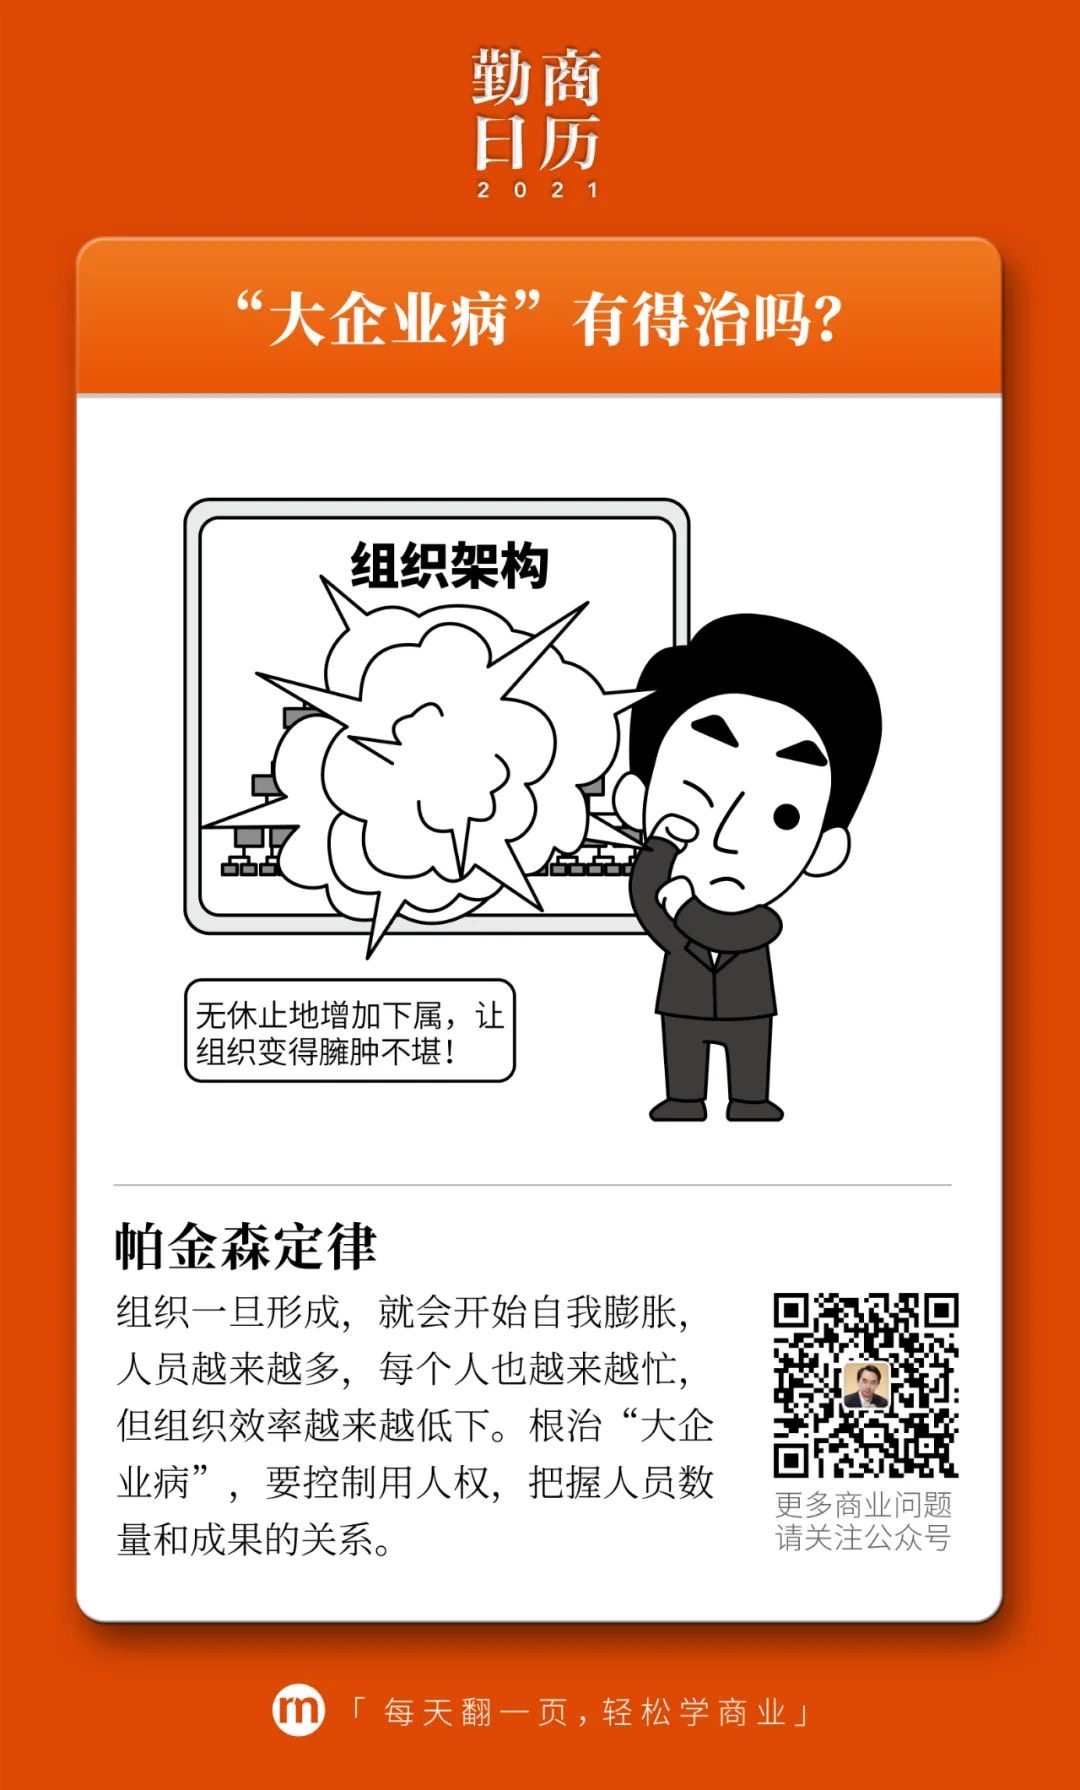 勤商
日历
2021
“大企业病”有得治吗？
组织架构
无休止地增加下属，让
组织变得臃肿不堪！
帕金森定律
组织一旦形成，就会开始自我膨胀，
人员越来越多，每个人也越来越忙，
但组织效率越来越低下。根治“大企
业病”，要控制用人权，把握人员数
量和成果的关系。
更多商业问题
请关注公众号
m「每天翻一页，轻松学商业」